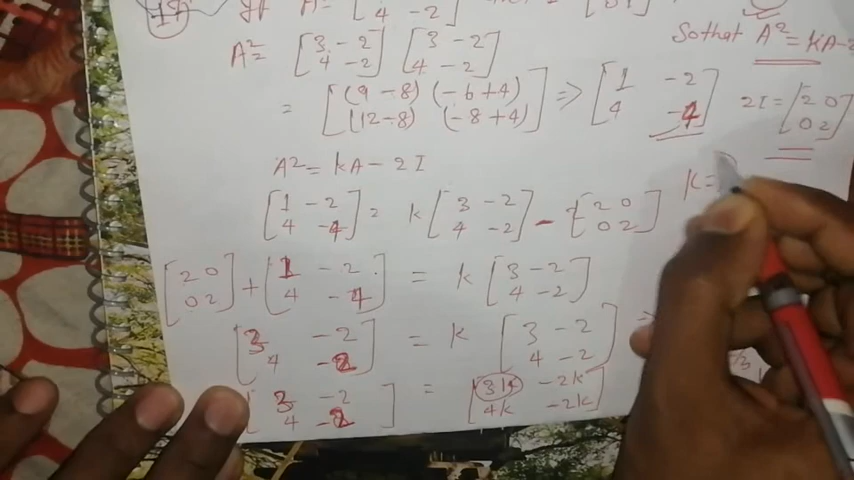 If A = [ 4 -2 ]
So that A² = KA - 2
A² = [3 -2 4 -2] [3 -2 4 -2]
= [(9-8) (-6+4) (12-8) (-8+4)] => [1 -2 4 -4] 2I = [2 0 0 2]
A² = kA - 2I
K=
[1 -2 4 -4] = k [3 -2 4 -2] - [2 0 0 2]
[2 0 0 2] + [1 -2 4 -4] = k [3 -2 4 -2]
[3 -2 4 -2] = k [3 -2 4 -2]
[3 -2 4 -2] = [3k -2k 4k -2k]